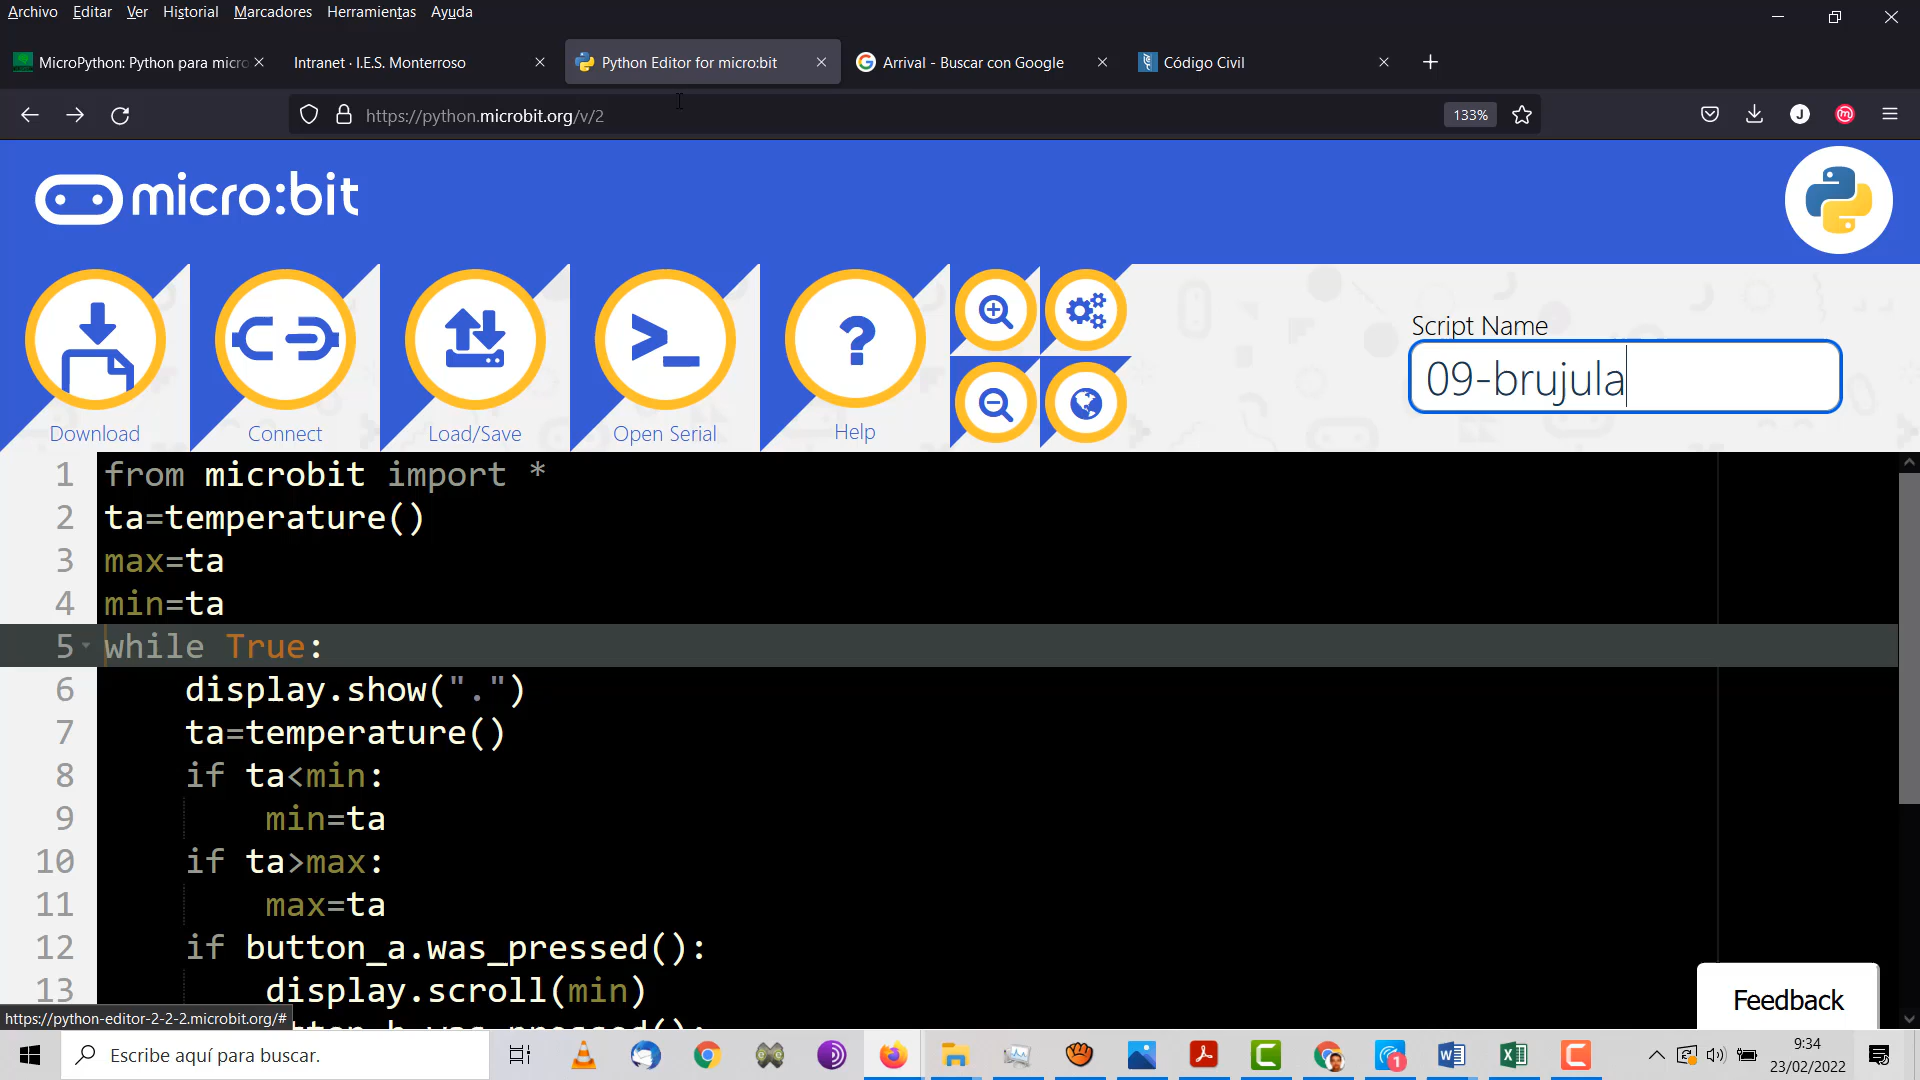 Archivo Editar Ver Historial Marcadores Herramientas Ayuda
MicroPython: Python para micro
Intranet · I.E.S. Monterroso
Python Editor for micro:bit
Arrival - Buscar con Google
Código Civil
https://python.microbit.org/v/2
133%
J
m
micro:bit
Download
Connect
Load/Save
Open Serial
Help
Script Name
09-brujula
1 from microbit import *
2 ta=temperature()
3 max=ta
4 min=ta
5 while True:
6 display.show(".")
7 ta=temperature()
8 if ta<min:
9 min=ta
10 if ta>max:
11 max=ta
12 if button_a.was_pressed():
13 display.scroll(min)
Feedback
https://python-editor-2-2-2.microbit.org/#
Escribe aquí para buscar.
1
9:34
23/02/2022